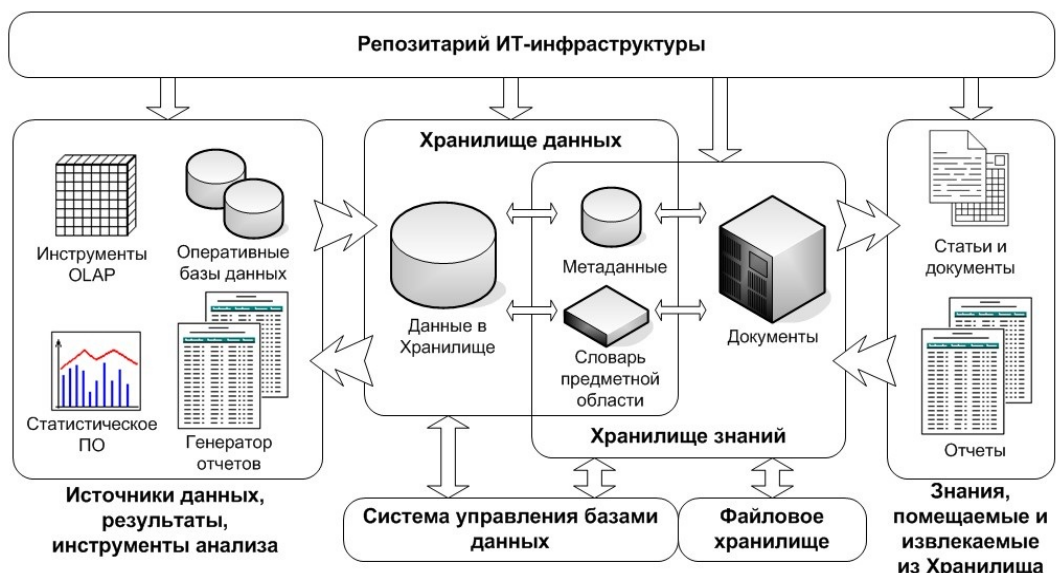 Репозитарий ИТ-инфраструктуры
Инструменты
OLAP
Оперативные
базы данных
Статистическое
ПО
Генератор
отчетов
Источники данных,
результаты,
инструменты анализа
Хранилище данных
Данные в
Хранилище
Метаданные
Словарь
предметной
области
Документы
Хранилище знаний
Система управления базами
данных
Файловое
хранилище
Статьи и
документы
Отчеты
Знания,
помещаемые и
извлекаемые
из Хранилища